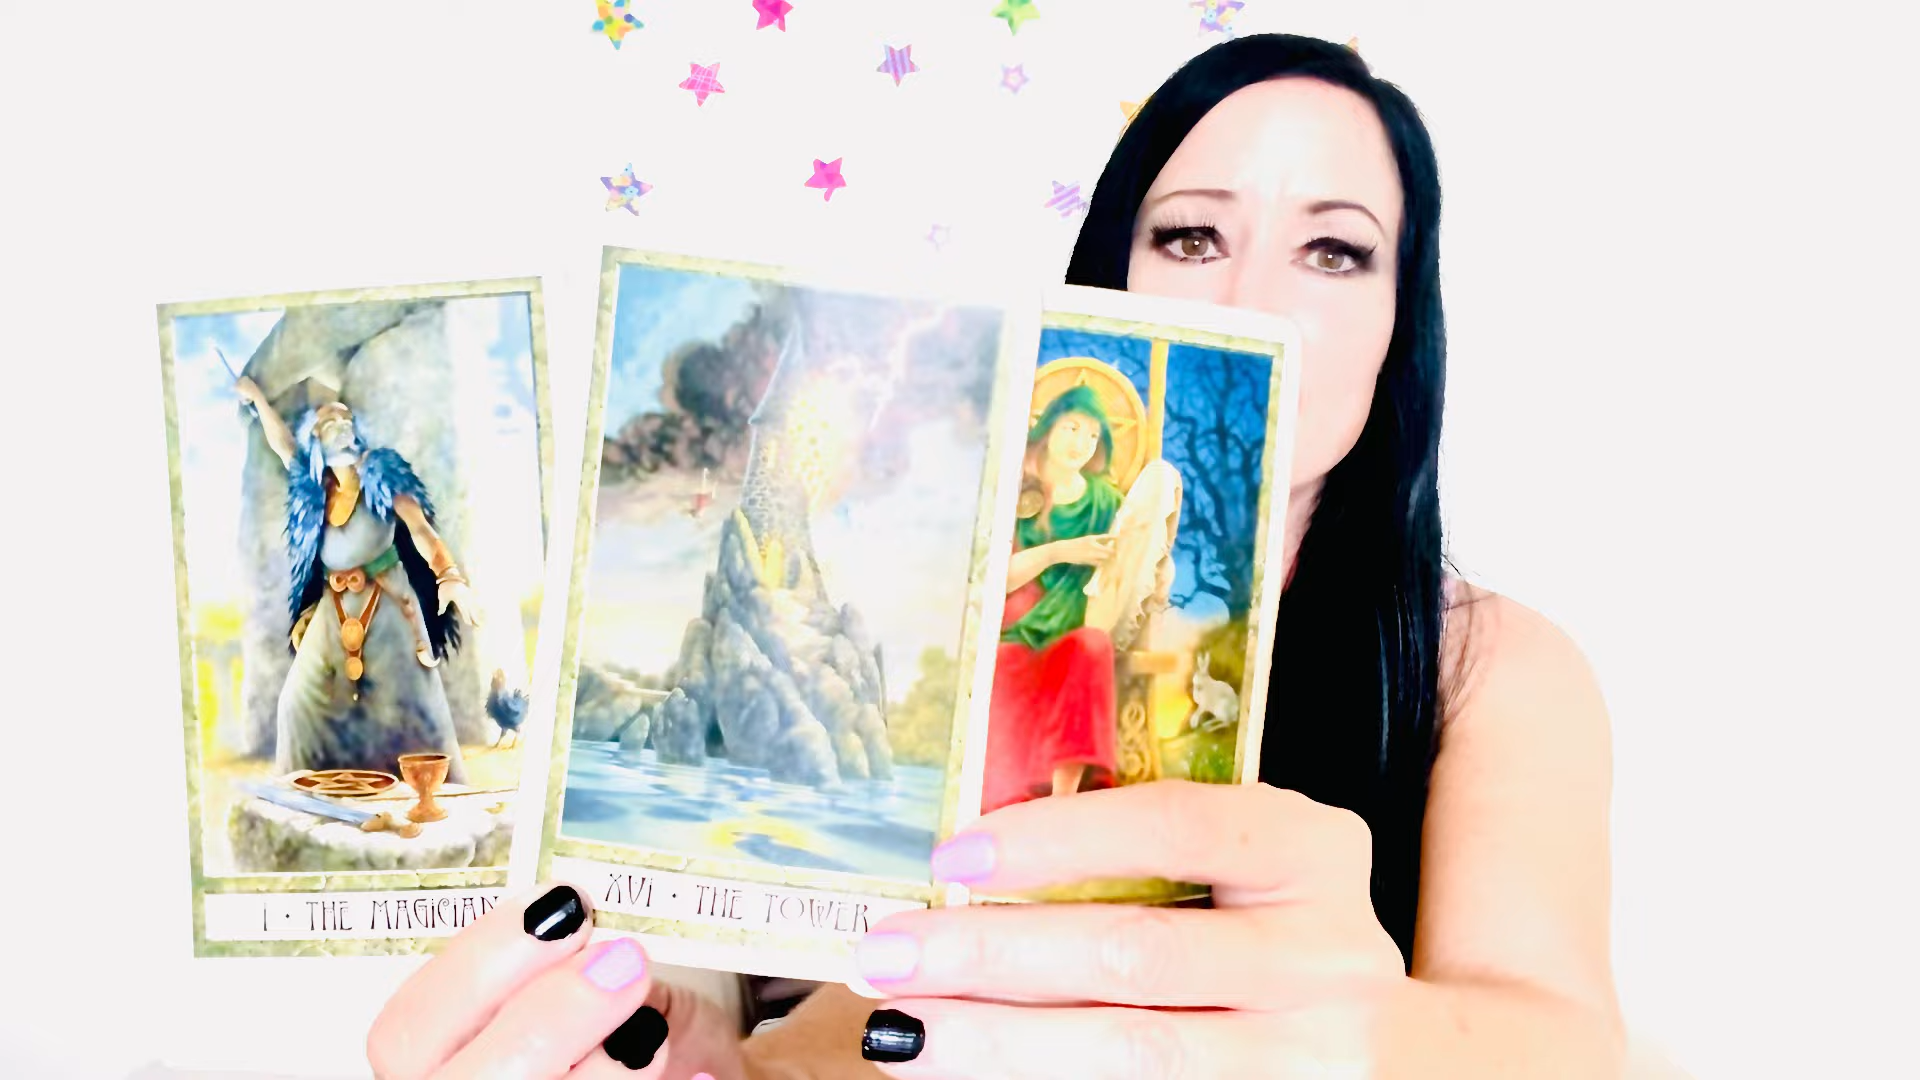 I • THE MAGICIAN
XVI • THE TOWER